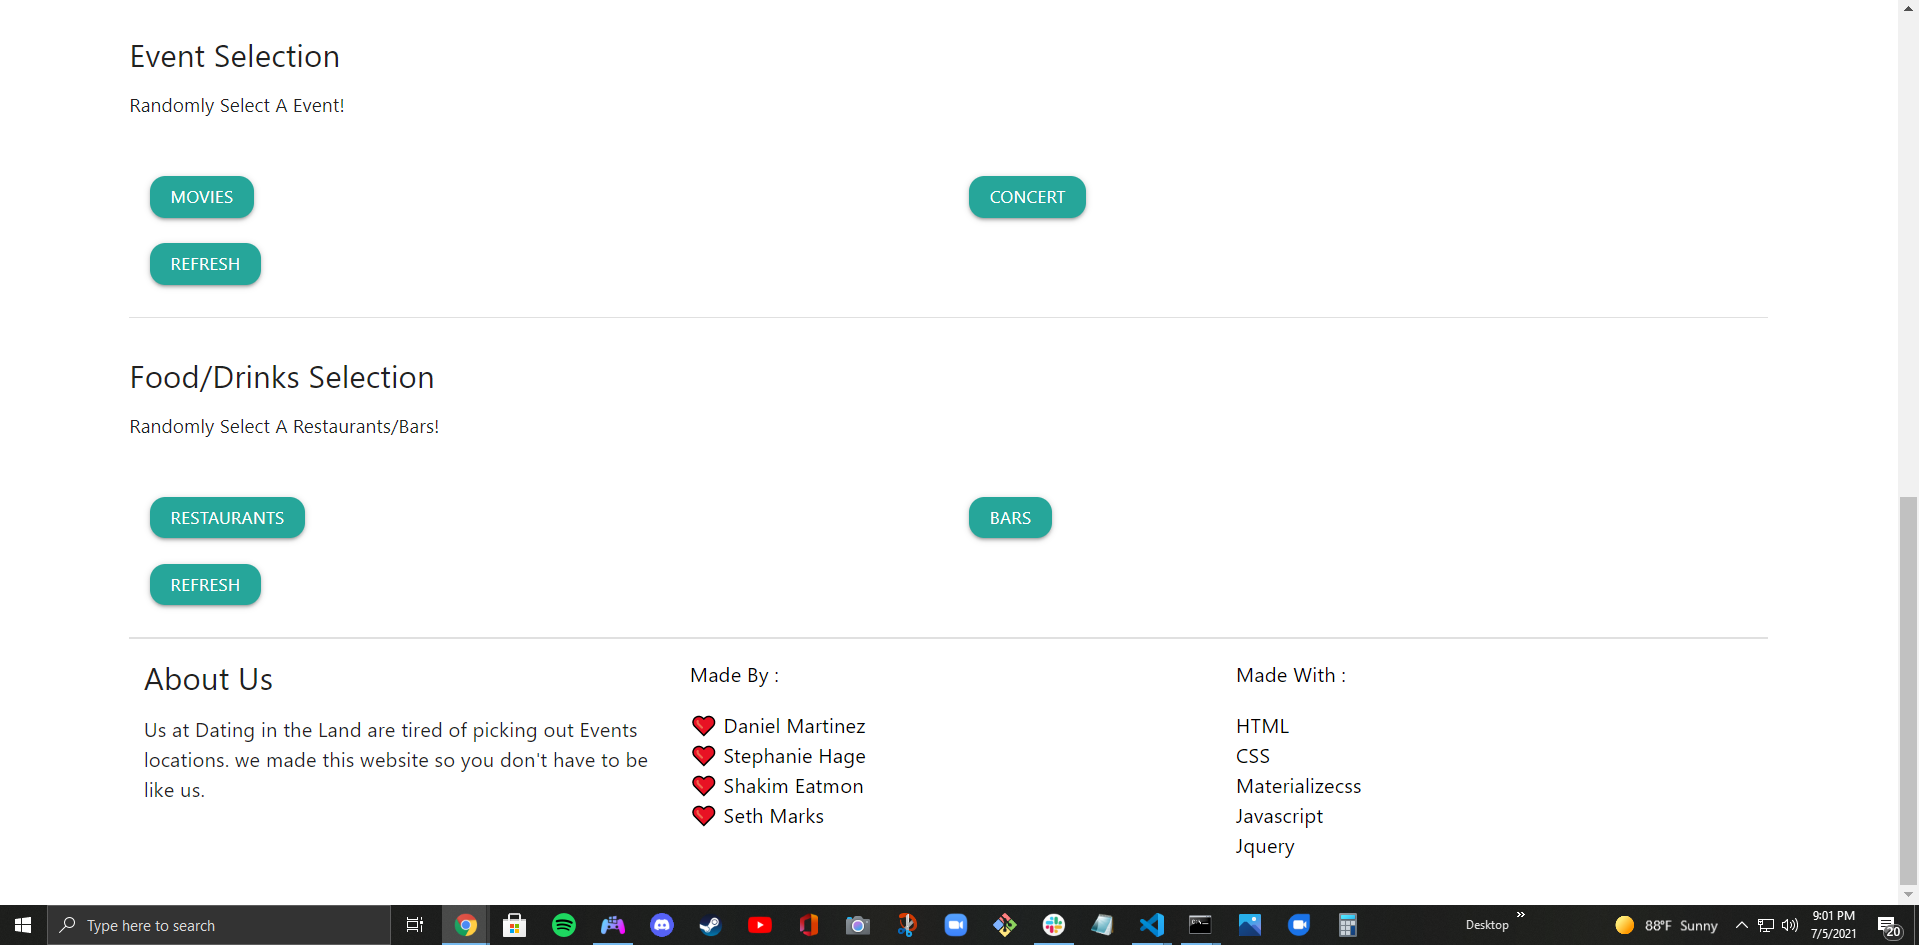 Event Selection
Randomly Select A Event!
MOVIES
CONCERT
REFRESH
Food/Drinks Selection
Randomly Select A Restaurants/Bars!
RESTAURANTS
BARS
REFRESH
About Us
Us at Dating in the Land are tired of picking out Events
locations. we made this website so you don't have to be
like us.
Made By :
Daniel Martinez
Stephanie Hage
Shakim Eatmon
Seth Marks
Made With :
HTML
CSS
Materializecss
Javascript
Jquery
Type here to search
Desktop
88°F Sunny
9:01 PM
7/5/2021
20